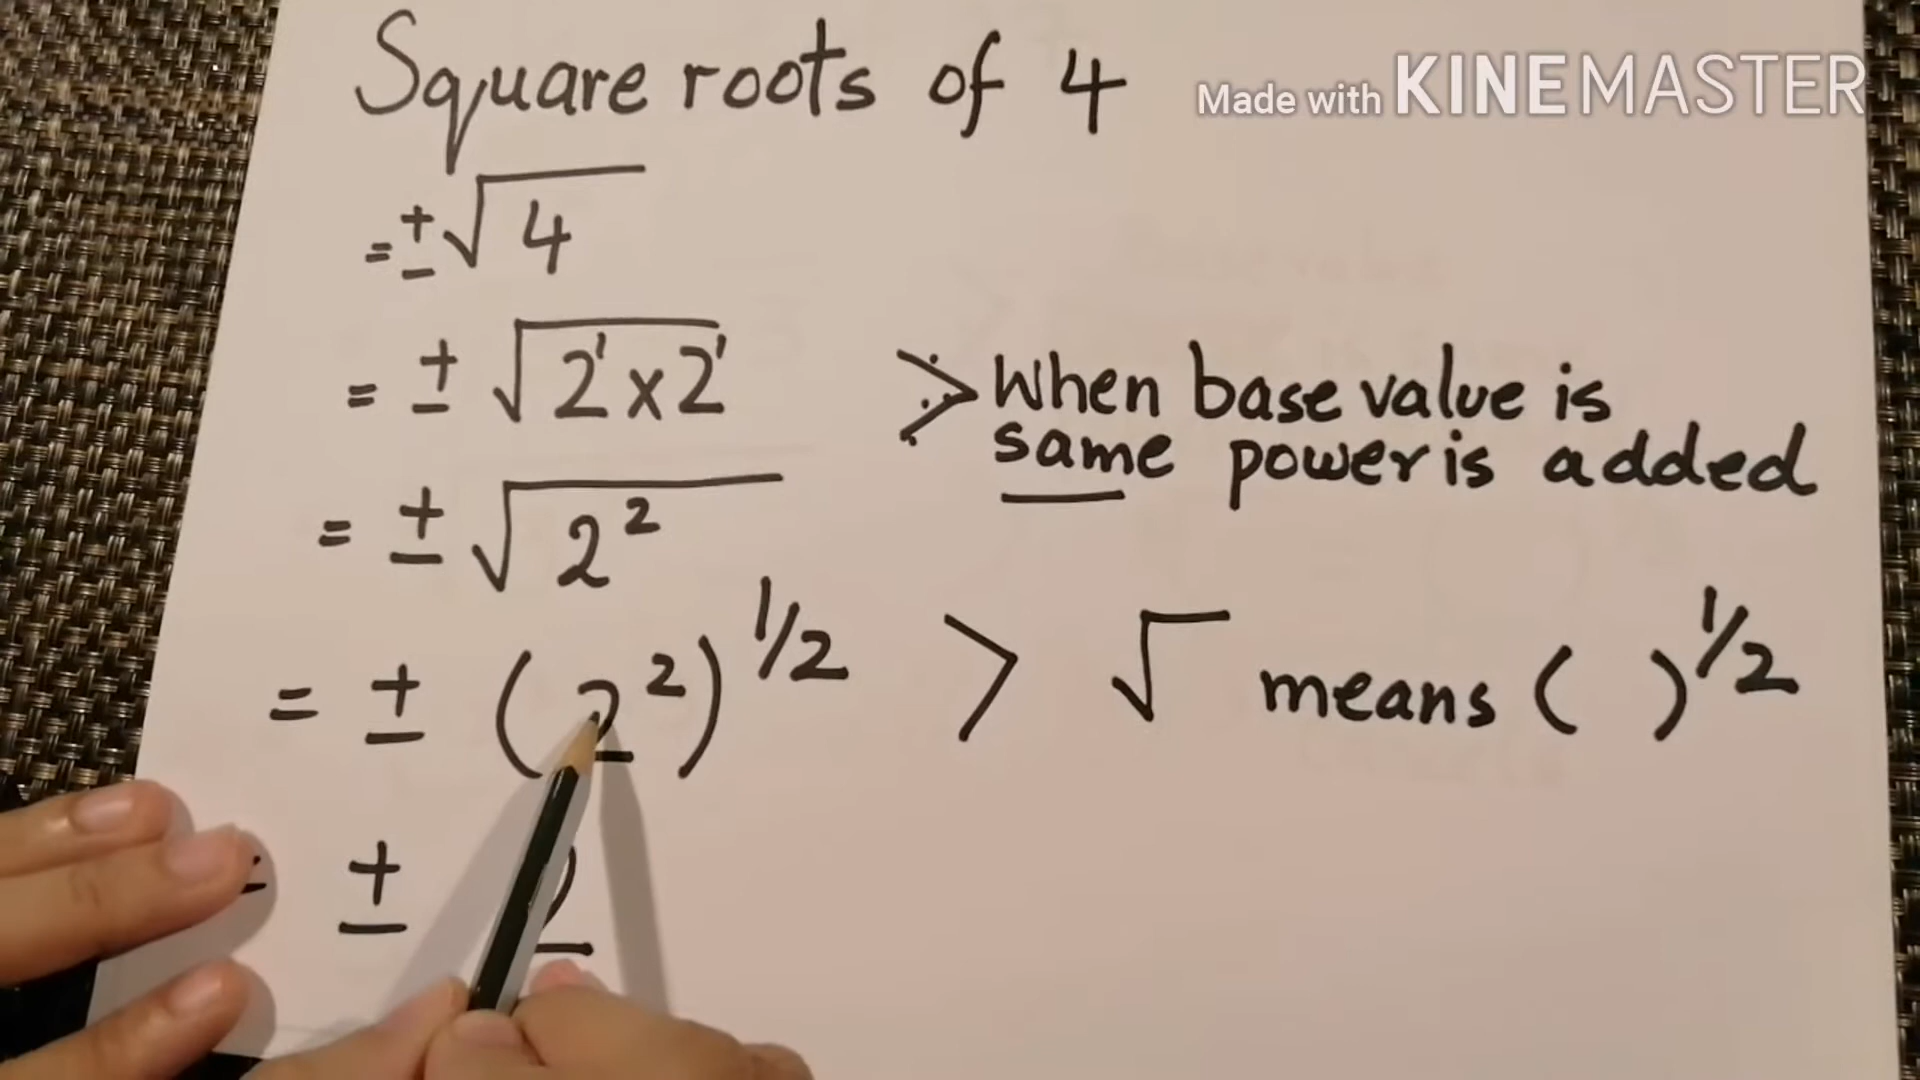 Square roots of 4
Made with KINEMASTER
= ± √4
= ± √2¹ x 2¹
> When base value is
same power is added
= ± √2²
= ± (2²)^1/2 > √ means ( )^1/2
= ± 2